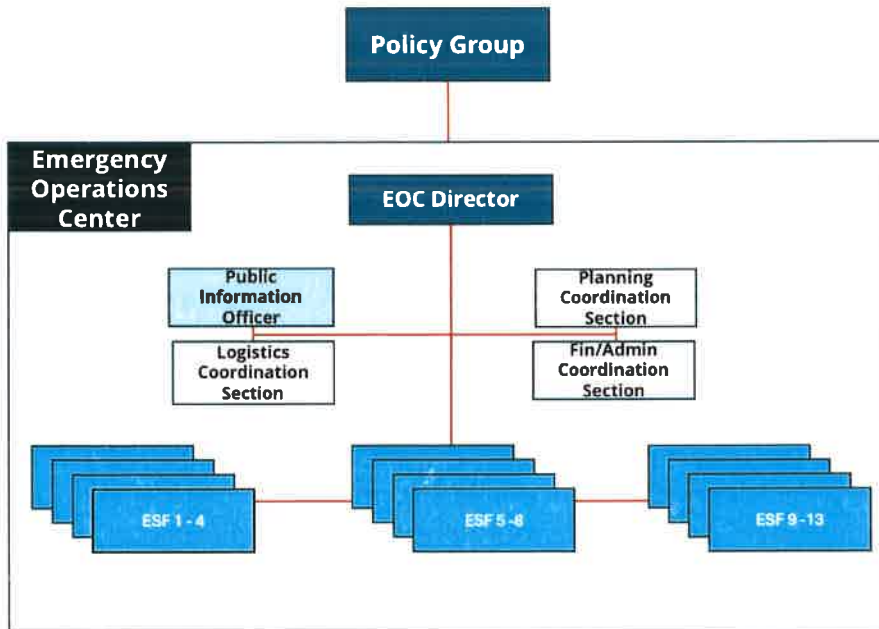 Policy Group
Emergency
Operations
Center
EOC Director
Public
Information
Officer
Planning
Coordination
Section
Logistics
Coordination
Section
Fin/Admin
Coordination
Section
ESF 1 - 4
ESF 5 -8
ESF 9 -13